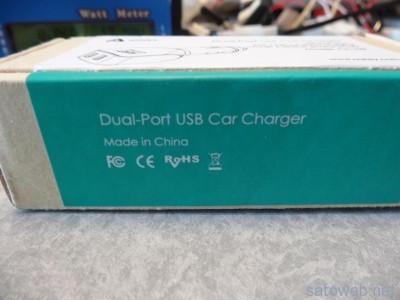 Watt Meter
Dual-Port USB Car Charger
Made in China
FC CE RoHS
satoweb.net